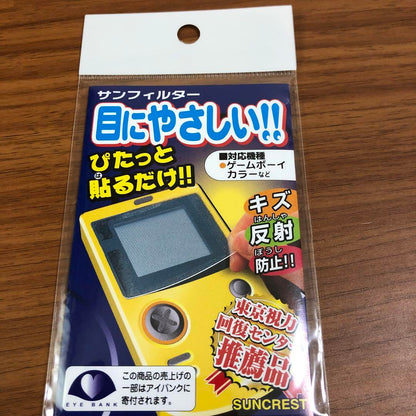 サンフィルター
目にやさしい!!
ぴたっと
貼るだけ!!
は
■対応機種
●ゲームボーイ
カラーなど
キズ
はんしゃ
反射
ぼうし
防止!!
東京視力
回復センター
推薦品
この商品の売上げの
一部はアイバンクに
寄付されます。
EYE BANK
SUNCREST